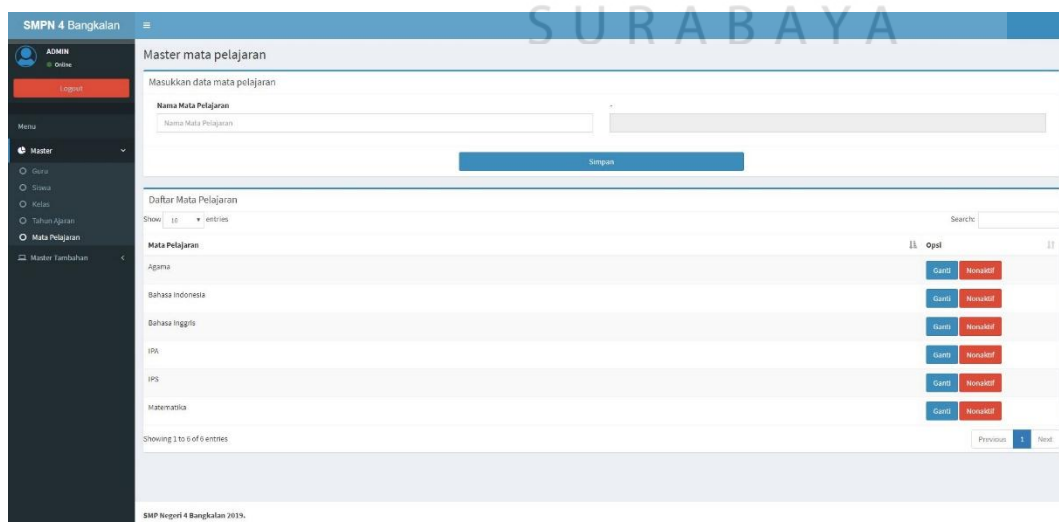 SURABAYA
SMPN 4 Bangkalan
ADMIN
Online
Logout
Menu
Master
Guru
Siswa
Kelas
Tahun Ajaran
Mata Pelajaran
Master Tambahan
Master mata pelajaran
Masukkan data mata pelajaran
Nama Mata Pelajaran -
Nama Mata Pelajaran
Simpan
Daftar Mata Pelajaran
Show 10 entries Search:
Mata Pelajaran Opsi
Agama Ganti Nonaktif
Bahasa Indonesia Ganti Nonaktif
Bahasa Inggris Ganti Nonaktif
IPA Ganti Nonaktif
IPS Ganti Nonaktif
Matematika Ganti Nonaktif
Showing 1 to 6 of 6 entries Previous 1 Next
SMP Negeri 4 Bangkalan 2019.